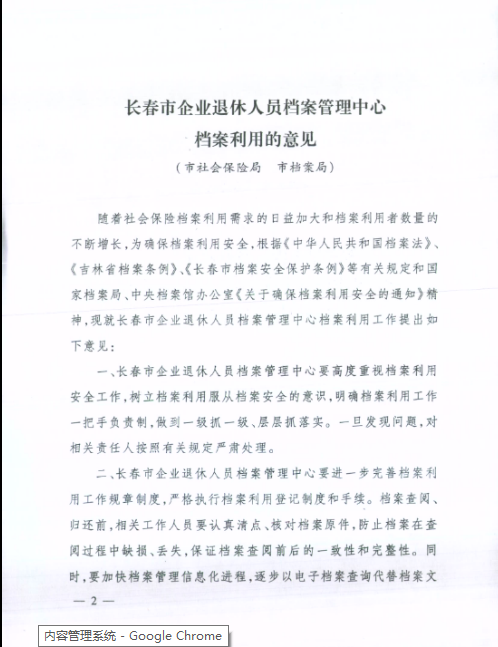 长春市企业退休人员档案管理中心
档案利用的意见
(市社会保险局 市档案局)
随着社会保险档案利用需求的日益加大和档案利用者数量的
不断增长,为确保档案利用安全,根据《中华人民共和国档案法》、
《吉林省档案条例》、《长春市档案安全保护条例》等有关规定和国
家档案局、中央档案馆办公室《关于确保档案利用安全的通知》精
神,现就长春市企业退休人员档案管理中心档案利用工作提出如
下意见:
一、长春市企业退休人员档案管理中心要高度重视档案利用
安全工作,树立档案利用服从档案安全的意识,明确档案利用工作
一把手负责制,做到一级抓一级、层层抓落实。一旦发现问题,对
相关责任人按照有关规定严肃处理。
二、长春市企业退休人员档案管理中心要进一步完善档案利
用工作规章制度,严格执行档案利用登记制度和手续。档案查阅、
归还前,相关工作人员要认真清点、核对档案原件,防止档案在查
阅过程中缺损、丢失,保证档案查阅前后的一致性和完整性。同
时,要加快档案管理信息化进程,逐步以电子档案查询代替档案文
— 2 —
内容管理系统 - Google Chrome